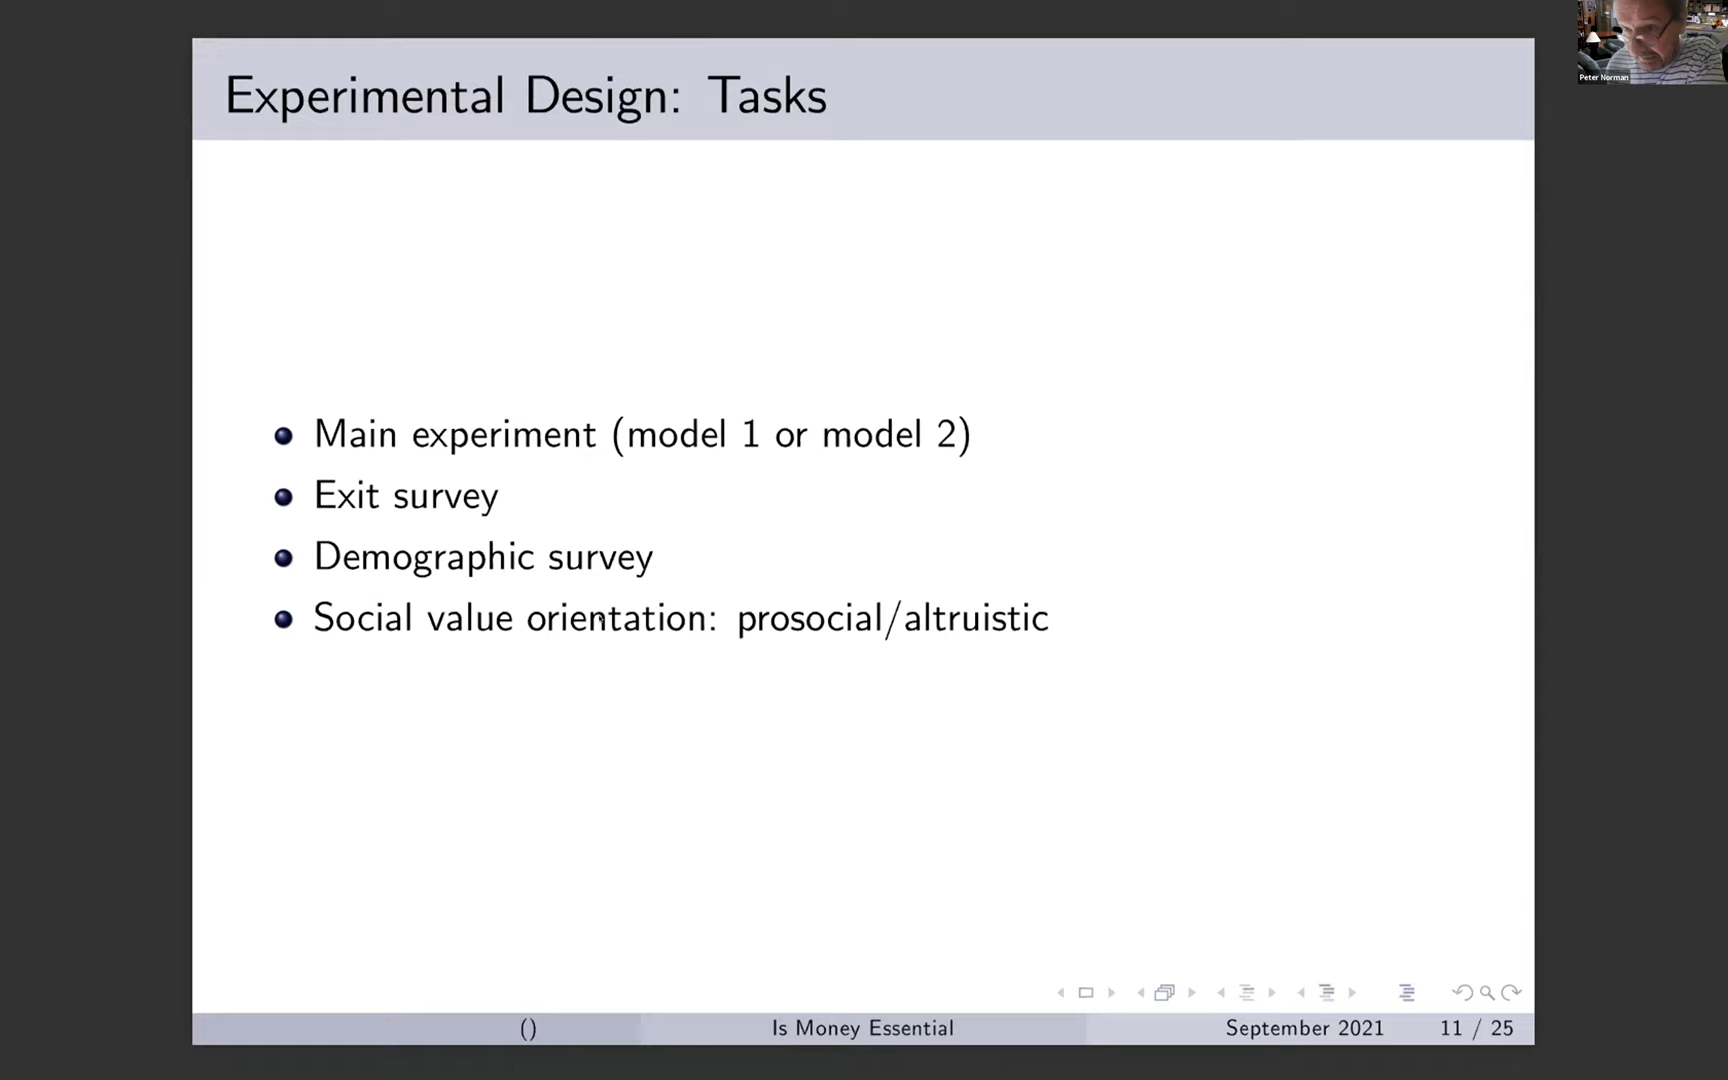 Experimental Design: Tasks
Peter Norman
Main experiment (model 1 or model 2)
Exit survey
Demographic survey
Social value orientation: prosocial/altruistic
() Is Money Essential September 2021 11 / 25